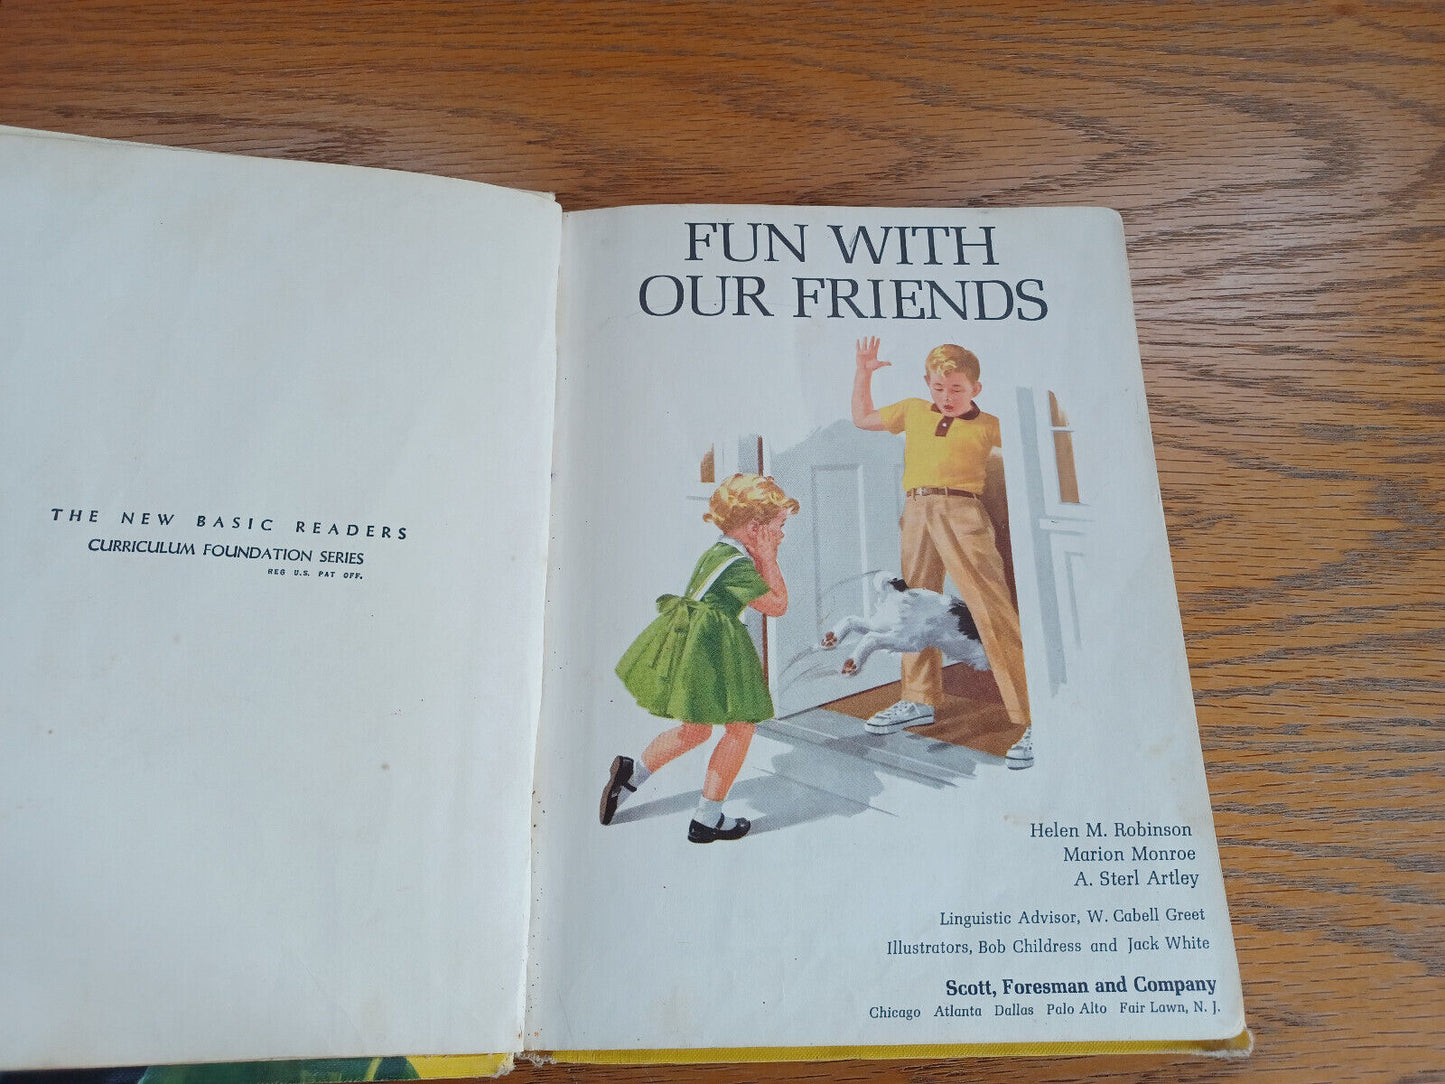 THE NEW BASIC READERS
CURRICULUM FOUNDATION SERIES
REG U.S. PAT OFF.
FUN WITH
OUR FRIENDS
Helen M. Robinson
Marion Monroe
A. Sterl Artley
Linguistic Advisor, W. Cabell Greet
Illustrators, Bob Childress and Jack White
Scott, Foresman and Company
Chicago Atlanta Dallas Palo Alto Fair Lawn, N. J.